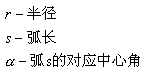 r – 半径
s – 弧长
α – 弧s的对应中心角